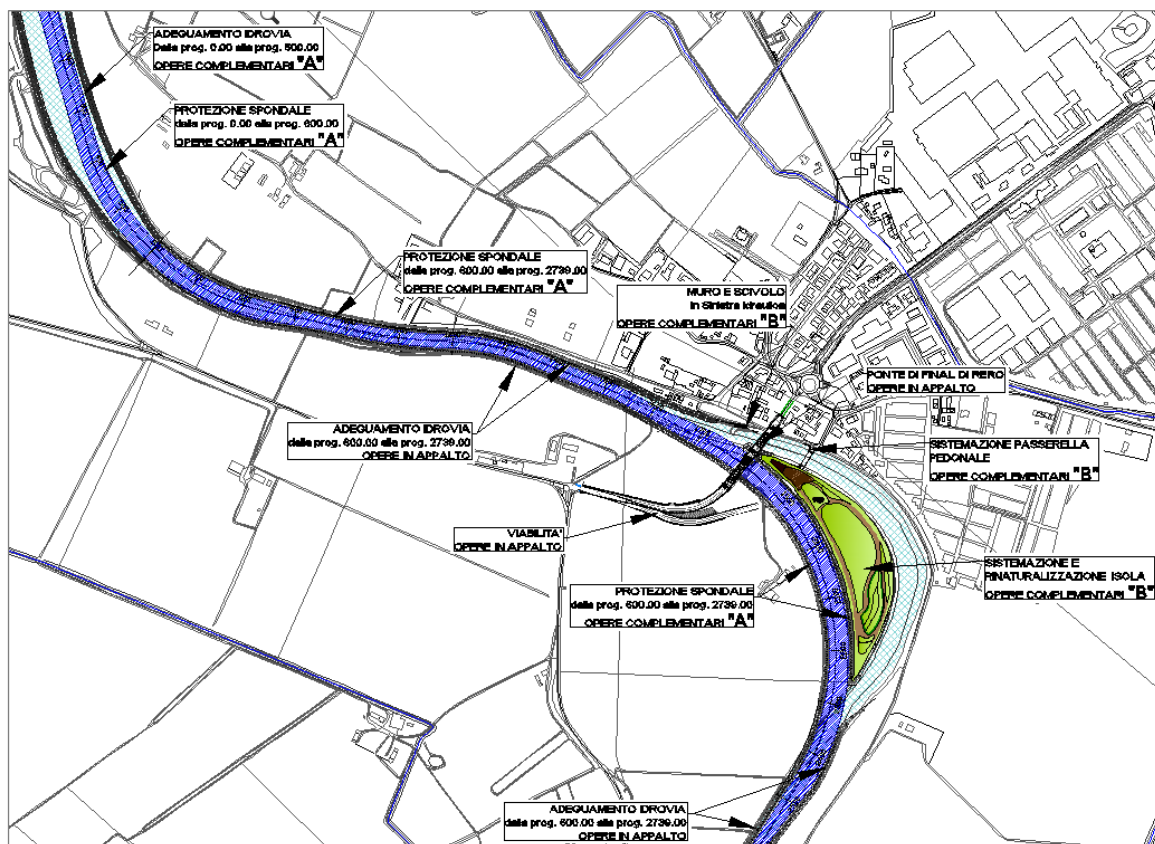 ADEGUAMENTO IDROVIA
Dalla prog. 0.00 alla prog. 500.00
OPERE COMPLEMENTARI "A"
PROTEZIONE SPONDALE
dalla prog. 0.00 alla prog. 600.00
OPERE COMPLEMENTARI "A"
PROTEZIONE SPONDALE
dalla prog. 600.00 alla prog. 2739.00
OPERE COMPLEMENTARI "A"
MURO E SCIVOLO
in Sinistra Idraulica
OPERE COMPLEMENTARI "B"
PONTE DI FINAL DI RERO
OPERE IN APPALTO
ADEGUAMENTO IDROVIA
dalla prog. 600.00 alla prog. 2739.00
OPERE IN APPALTO
SISTEMAZIONE PASSERELLA
PEDONALE
OPERE COMPLEMENTARI "B"
VIABILITA'
OPERE IN APPALTO
SISTEMAZIONE E
RINATURALIZZAZIONE ISOLA
OPERE COMPLEMENTARI "B"
PROTEZIONE SPONDALE
dalla prog. 600.00 alla prog. 2739.00
OPERE COMPLEMENTARI "A"
ADEGUAMENTO IDROVIA
dalla prog. 600.00 alla prog. 2739.00
OPERE IN APPALTO